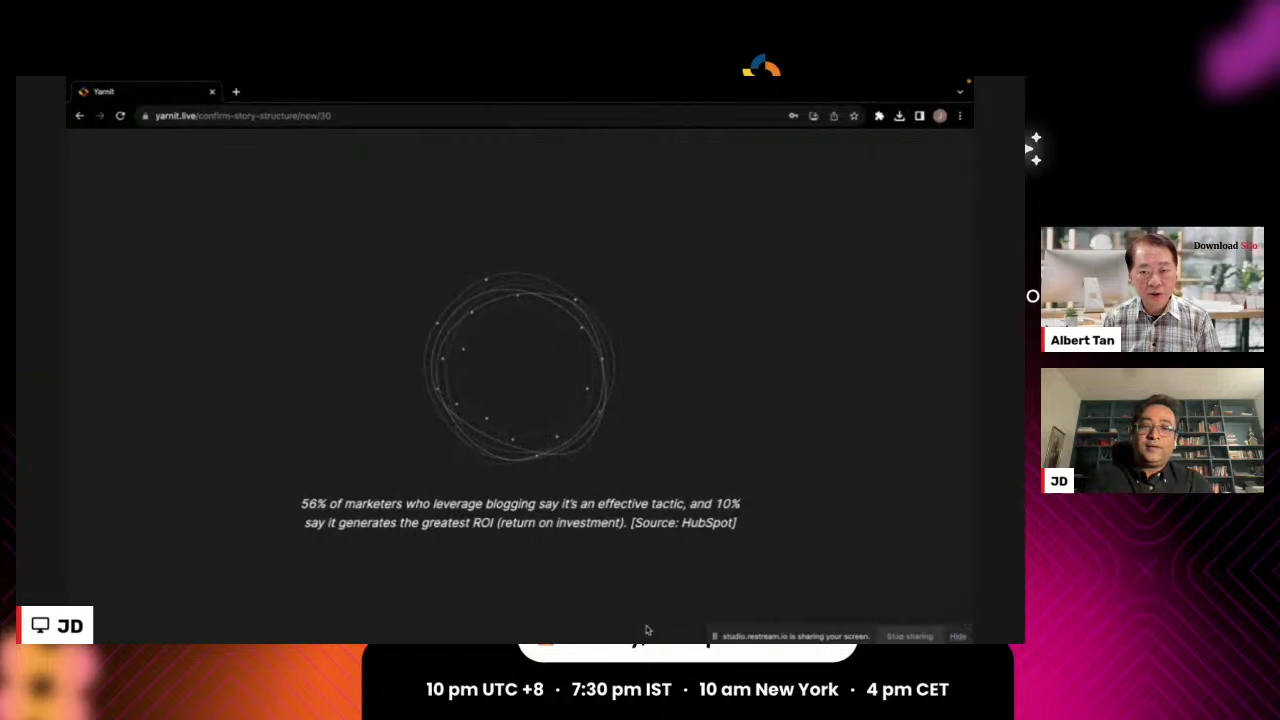 Yarnit
yarnit.live/confirm-story-structure/new/30
Download
Albert Tan
JD
56% of marketers who leverage blogging say it's an effective tactic, and 10%
say it generates the greatest ROI (return on investment). [Source: HubSpot]
JD
studio.restream.io is sharing your screen.
Stop sharing
Hide
10 pm UTC +8 · 7:30 pm IST · 10 am New York · 4 pm CET